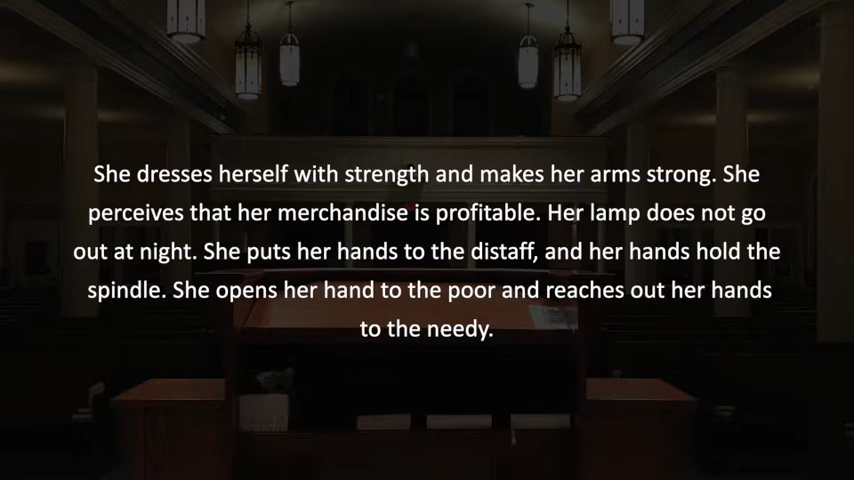 She dresses herself with strength and makes her arms strong. She
perceives that her merchandise is profitable. Her lamp does not go
out at night. She puts her hands to the distaff, and her hands hold the
spindle. She opens her hand to the poor and reaches out her hands
to the needy.